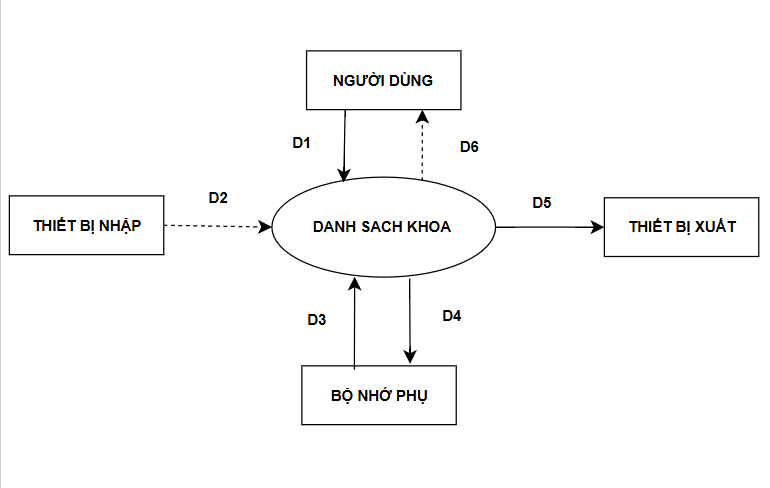 NGƯỜI DÙNG
D1
D6
THIẾT BỊ NHẬP
D2
DANH SACH KHOA
D5
THIẾT BỊ XUẤT
D3
D4
BỘ NHỚ PHỤ